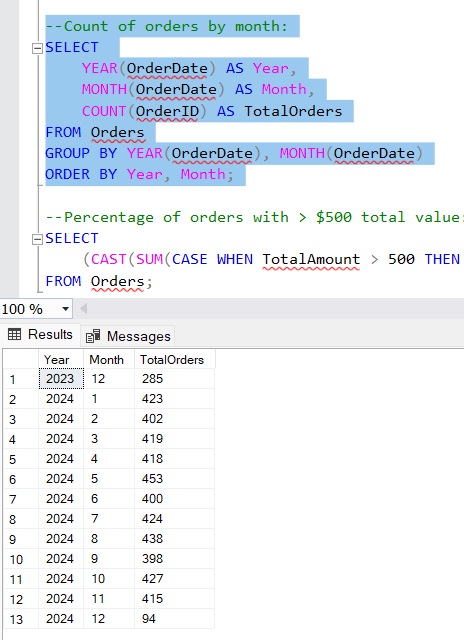 --Count of orders by month:
SELECT
YEAR(OrderDate) AS Year,
MONTH(OrderDate) AS Month,
COUNT(OrderID) AS TotalOrders
FROM Orders
GROUP BY YEAR(OrderDate), MONTH(OrderDate)
ORDER BY Year, Month;
--Percentage of orders with > $500 total value:
SELECT
(CAST(SUM(CASE WHEN TotalAmount > 500 THEN
FROM Orders;
100 %
Results Messages
Year Month TotalOrders
1 2023 12 285
2 2024 1 423
3 2024 2 402
4 2024 3 419
5 2024 4 418
6 2024 5 453
7 2024 6 400
8 2024 7 424
9 2024 8 438
10 2024 9 398
11 2024 10 427
12 2024 11 415
13 2024 12 94